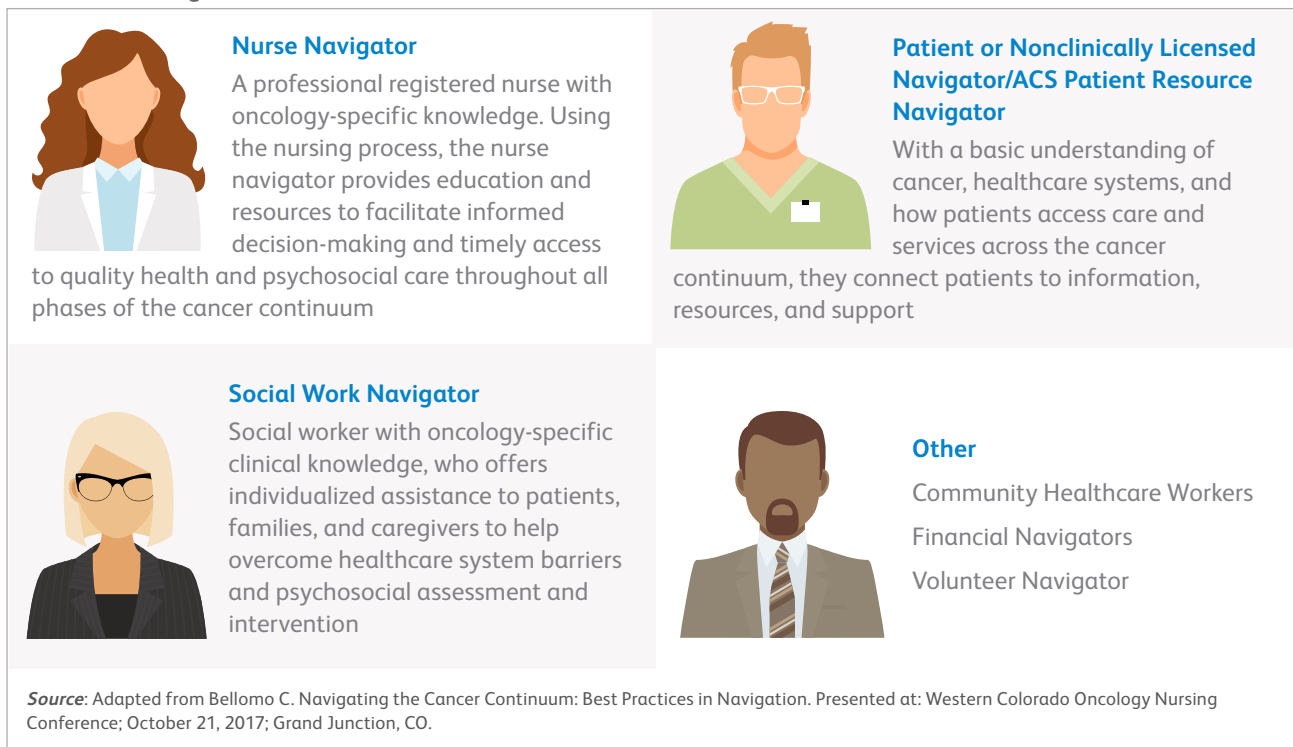 Nurse Navigator
A professional registered nurse with
oncology-specific knowledge. Using
the nursing process, the nurse
navigator provides education and
resources to facilitate informed
decision-making and timely access
to quality health and psychosocial care throughout all
phases of the cancer continuum
Patient or Nonclinically Licensed
Navigator/ACS Patient Resource
Navigator
With a basic understanding of
cancer, healthcare systems, and
how patients access care and
services across the cancer
continuum, they connect patients to information,
resources, and support
Social Work Navigator
Social worker with oncology-specific
clinical knowledge, who offers
individualized assistance to patients,
families, and caregivers to help
overcome healthcare system barriers
and psychosocial assessment and
intervention
Other
Community Healthcare Workers
Financial Navigators
Volunteer Navigator
Source: Adapted from Bellomo C. Navigating the Cancer Continuum: Best Practices in Navigation. Presented at: Western Colorado Oncology Nursing
Conference; October 21, 2017; Grand Junction, CO.